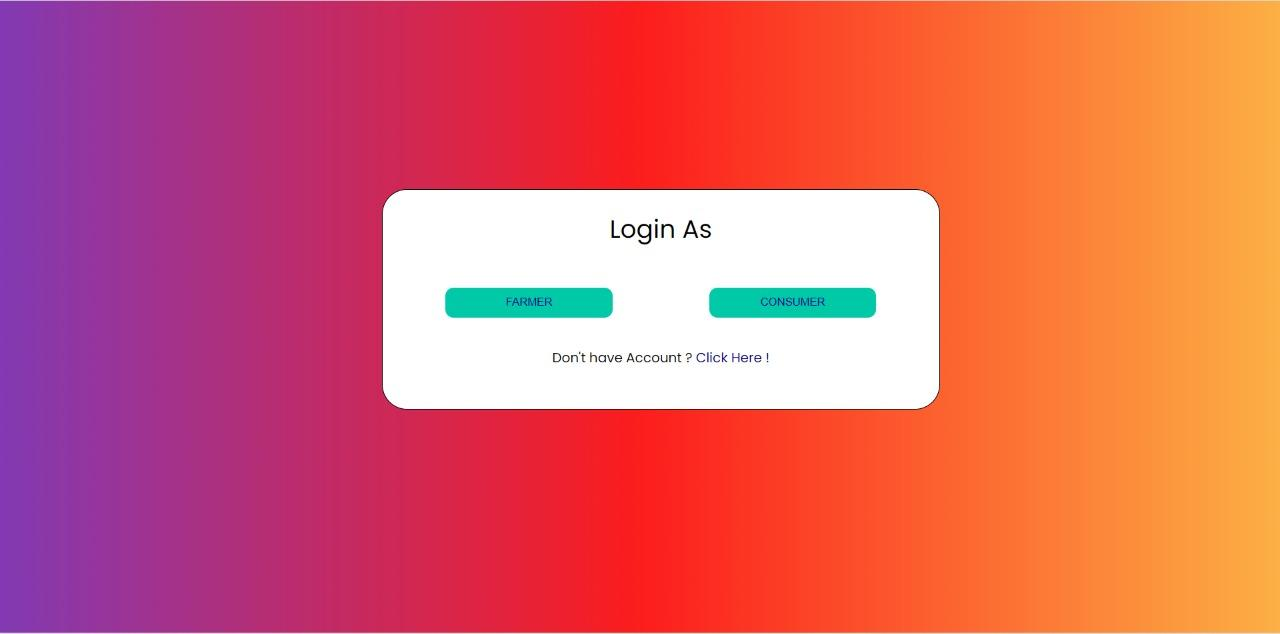 Login As
FARMER CONSUMER
Don't have Account ? Click Here !